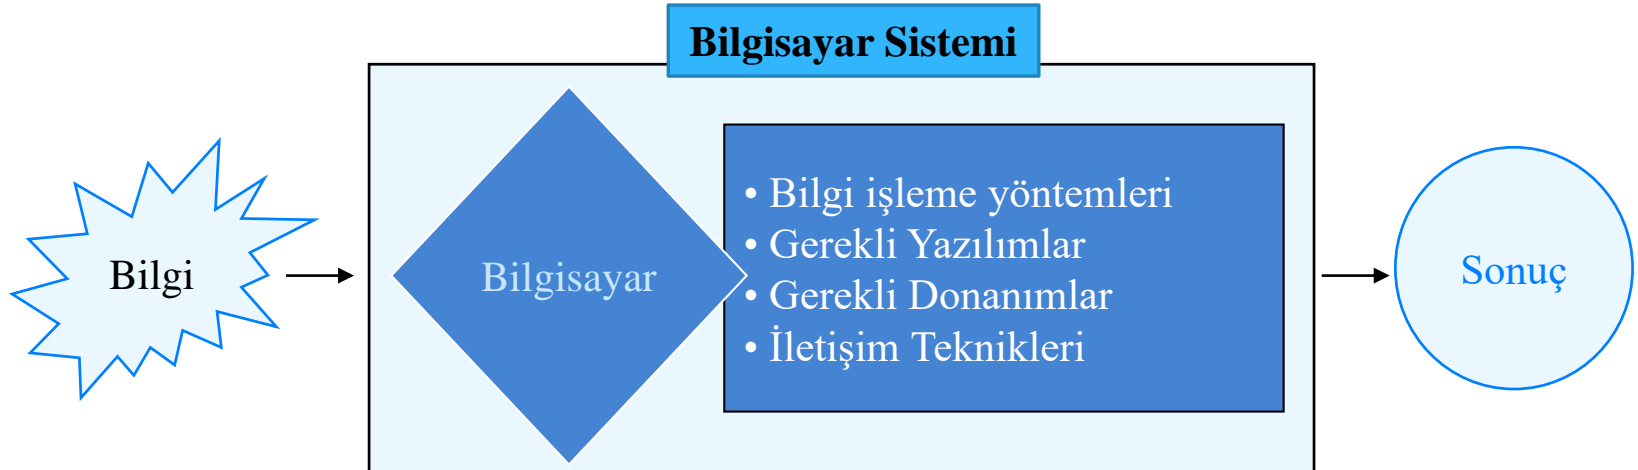 Bilgisayar Sistemi
Bilgi
Bilgisayar
• Bilgi işleme yöntemleri
• Gerekli Yazılımlar
• Gerekli Donanımlar
• İletişim Teknikleri
Sonuç